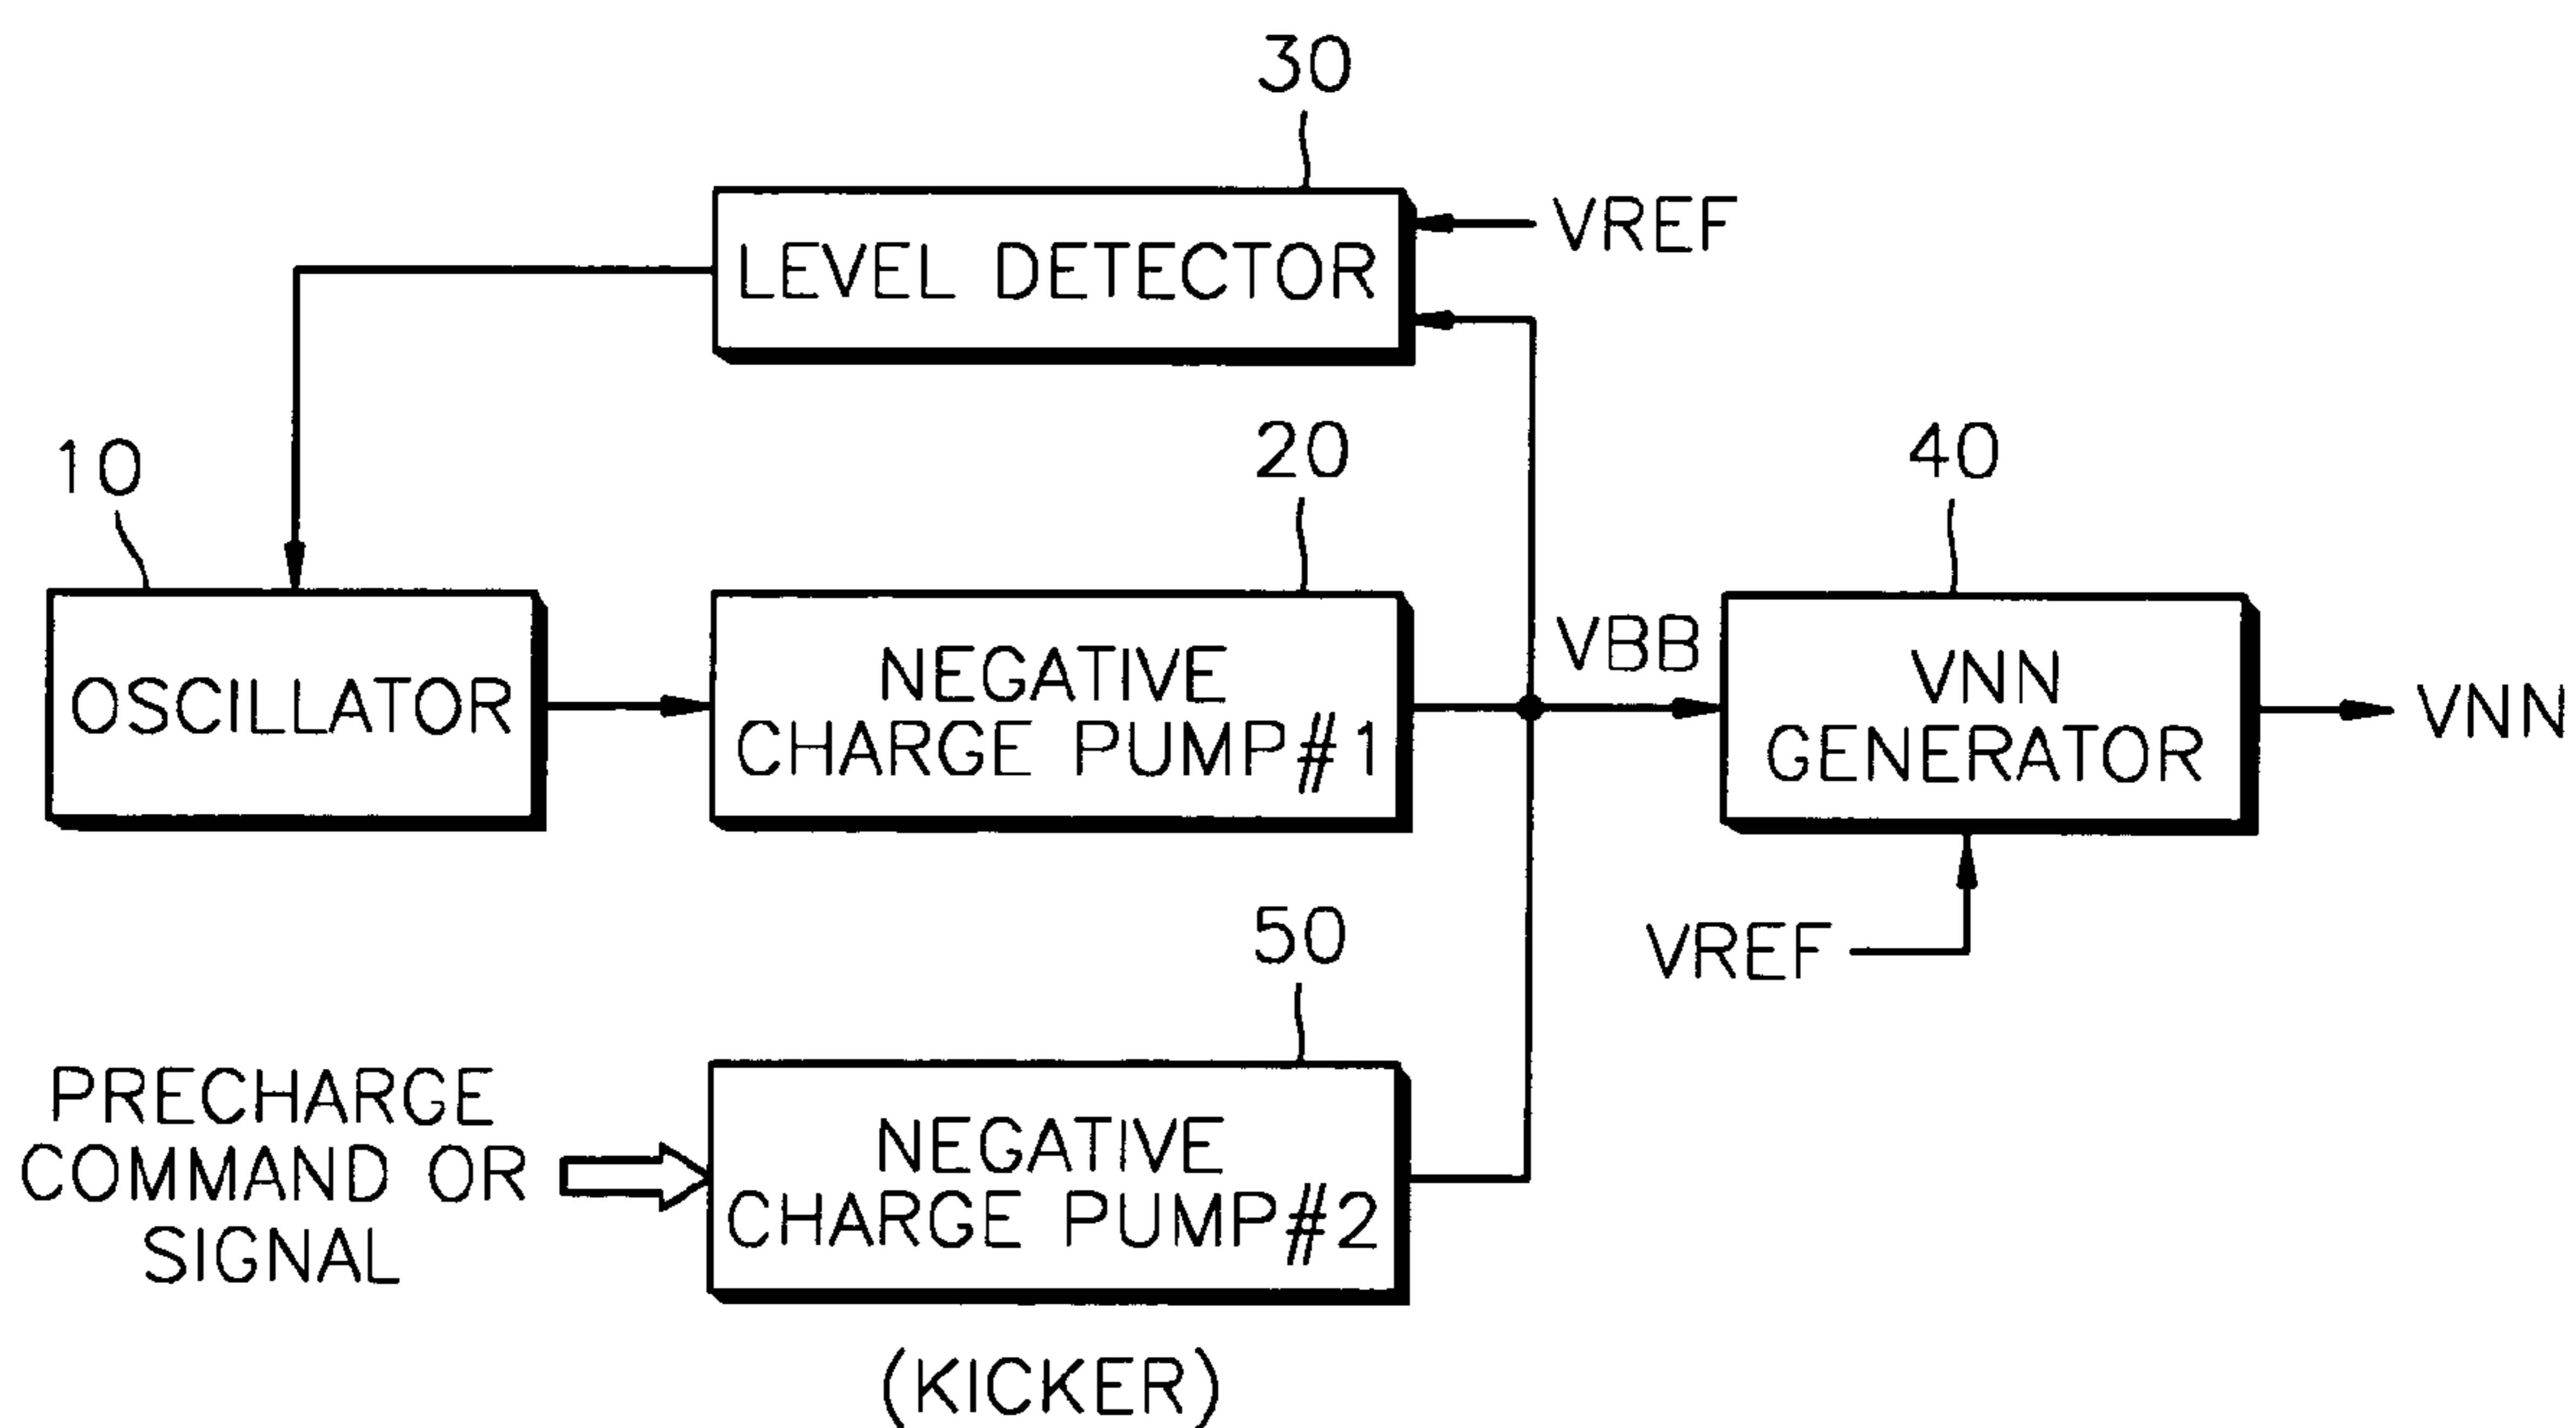 30
VREF
LEVEL DETECTOR
10
20
40
VBB
OSCILLATOR
NEGATIVE
CHARGE PUMP#1
VNN
GENERATOR
VNN
50
VREF
PRECHARGE
COMMAND OR
SIGNAL
NEGATIVE
CHARGE PUMP#2
(KICKER)